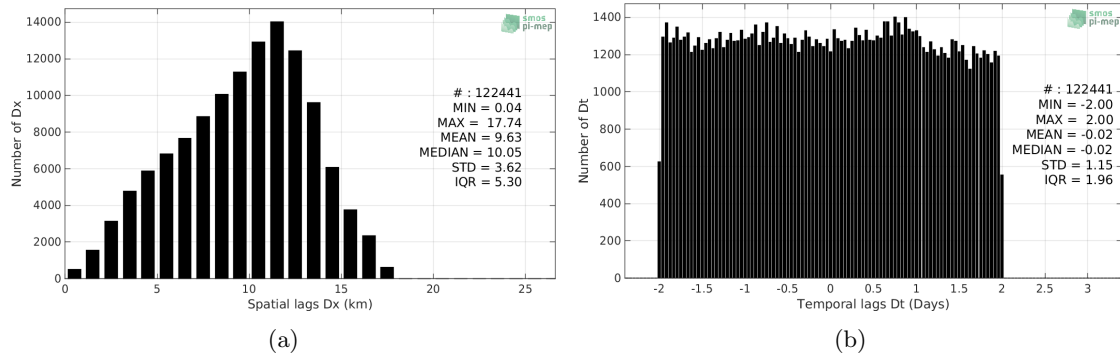 14000
12000
10000
8000
6000
4000
2000
0
Number of Dx
smos
pi-mep
# : 122441
MIN = 0.04
MAX = 17.74
MEAN = 9.63
MEDIAN = 10.05
STD = 3.62
IQR = 5.30
0 5 10 15 20 25
Spatial lags Dx (km)
(a)
1400
1200
1000
800
600
400
200
0
Number of Dt
smos
pi-mep
# : 122441
MIN = -2.00
MAX = 2.00
MEAN = -0.02
MEDIAN = -0.02
STD = 1.15
IQR = 1.96
-2 -1.5 -1 -0.5 0 0.5 1 1.5 2 2.5 3
Temporal lags Dt (Days)
(b)